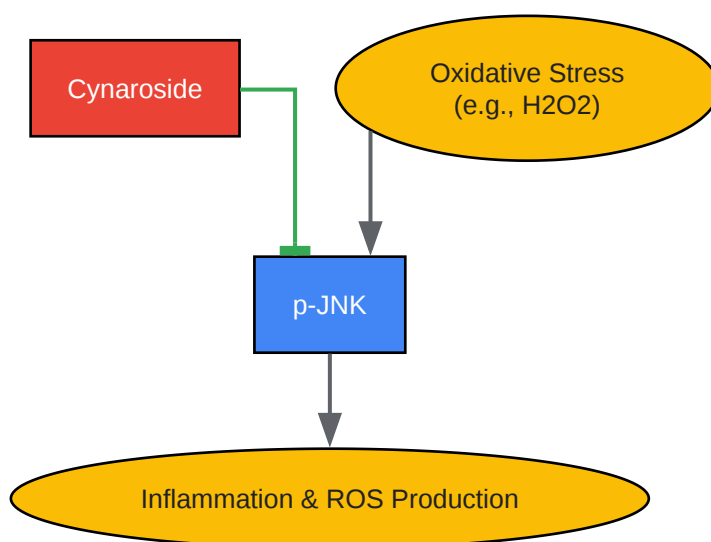 Cynaroside
Oxidative Stress
(e.g., H2O2)
p-JNK
Inflammation & ROS Production